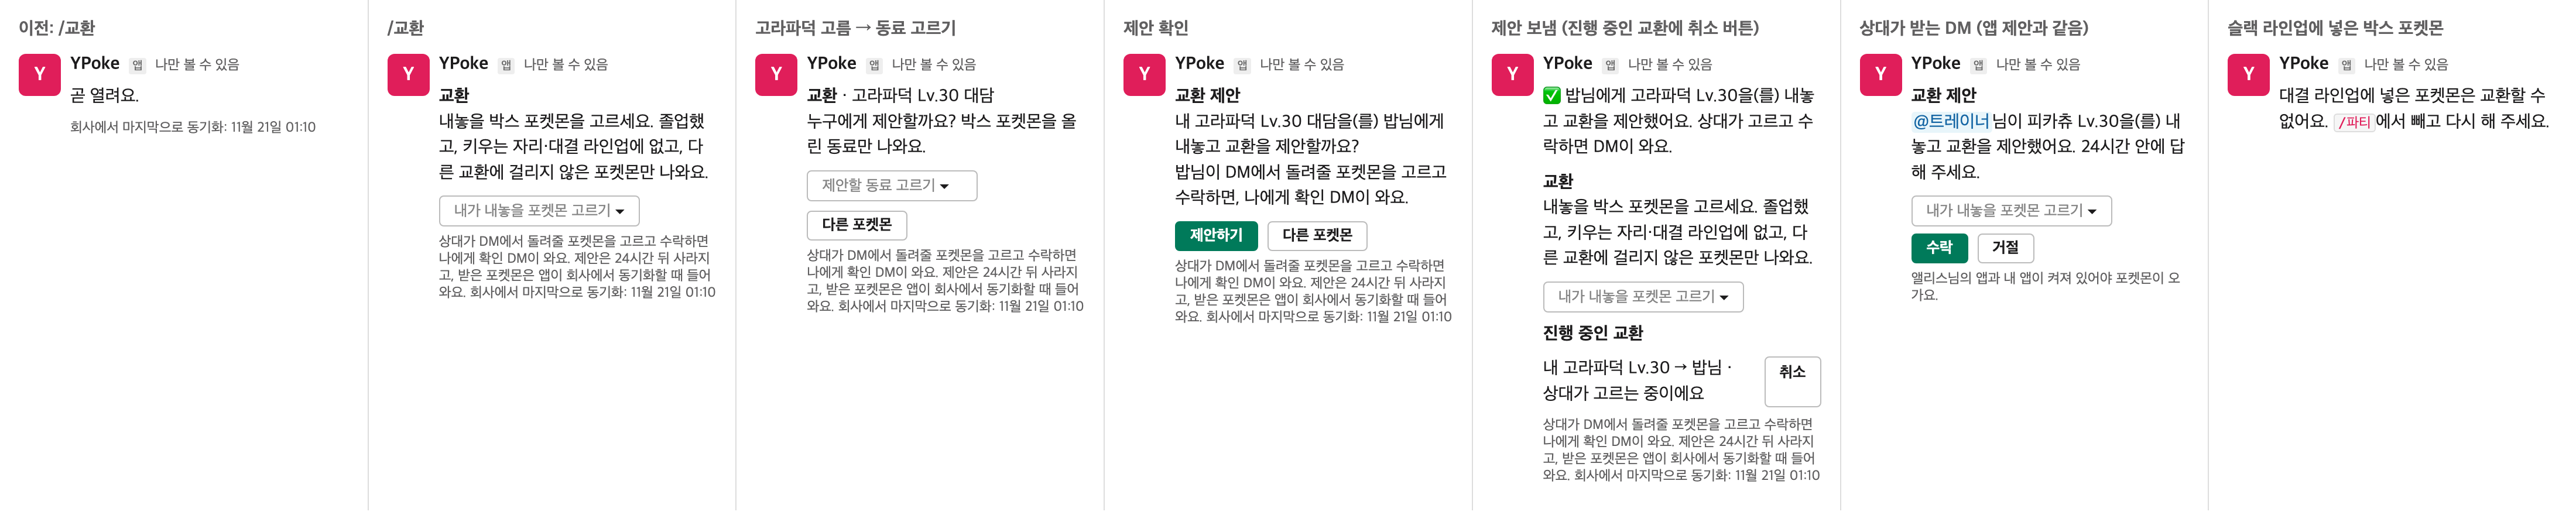 이전: /교환
YPoke 앱 나만 볼 수 있음
Y
곧 열려요.
회사에서 마지막으로 동기화: 11월 21일 01:10
/교환
YPoke 앱 나만 볼 수 있음
Y
교환
내놓을 박스 포켓몬을 고르세요. 졸업했
고, 키우는 자리·대결 라인업에 없고, 다
른 교환에 걸리지 않은 포켓몬만 나와요.
내가 내놓을 포켓몬 고르기
상대가 DM에서 돌려줄 포켓몬을 고르고 수락하면
나에게 확인 DM이 와요. 제안은 24시간 뒤 사라지
고, 받은 포켓몬은 앱이 회사에서 동기화할 때 들어
와요. 회사에서 마지막으로 동기화: 11월 21일 01:10
고라파덕 고름 → 동료 고르기
YPoke 앱 나만 볼 수 있음
Y
교환 · 고라파덕 Lv.30 대담
누구에게 제안할까요? 박스 포켓몬을 올
린 동료만 나와요.
제안할 동료 고르기
다른 포켓몬
상대가 DM에서 돌려줄 포켓몬을 고르고 수락하면
나에게 확인 DM이 와요. 제안은 24시간 뒤 사라지
고, 받은 포켓몬은 앱이 회사에서 동기화할 때 들어
와요. 회사에서 마지막으로 동기화: 11월 21일 01:10
제안 확인
YPoke 앱 나만 볼 수 있음
Y
교환 제안
내 고라파덕 Lv.30 대담을(를) 밥님에게
내놓고 교환을 제안할까요?
밥님이 DM에서 돌려줄 포켓몬을 고르고
수락하면, 나에게 확인 DM이 와요.
제안하기 다른 포켓몬
상대가 DM에서 돌려줄 포켓몬을 고르고 수락하면
나에게 확인 DM이 와요. 제안은 24시간 뒤 사라지
고, 받은 포켓몬은 앱이 회사에서 동기화할 때 들어
와요. 회사에서 마지막으로 동기화: 11월 21일 01:10
제안 보냄 (진행 중인 교환에 취소 버튼)
YPoke 앱 나만 볼 수 있음
Y
✅ 밥님에게 고라파덕 Lv.30을(를) 내놓
고 교환을 제안했어요. 상대가 고르고 수
락하면 DM이 와요.
교환
내놓을 박스 포켓몬을 고르세요. 졸업했
고, 키우는 자리·대결 라인업에 없고, 다
른 교환에 걸리지 않은 포켓몬만 나와요.
내가 내놓을 포켓몬 고르기
진행 중인 교환
내 고라파덕 Lv.30 → 밥님 ·
상대가 고르는 중이에요
취소
상대가 DM에서 돌려줄 포켓몬을 고르고 수락하면
나에게 확인 DM이 와요. 제안은 24시간 뒤 사라지
고, 받은 포켓몬은 앱이 회사에서 동기화할 때 들어
와요. 회사에서 마지막으로 동기화: 11월 21일 01:10
상대가 받는 DM (앱 제안과 같음)
YPoke 앱 나만 볼 수 있음
Y
교환 제안
@트레이너님이 피카츄 Lv.30을(를) 내
놓고 교환을 제안했어요. 24시간 안에 답
해 주세요.
내가 내놓을 포켓몬 고르기
수락 거절
앨리스님의 앱과 내 앱이 켜져 있어야 포켓몬이 오
가요.
슬랙 라인업에 넣은 박스 포켓몬
YPoke 앱 나만 볼 수 있음
Y
대결 라인업에 넣은 포켓몬은 교환할 수
없어요. /파티에서 빼고 다시 해 주세요.